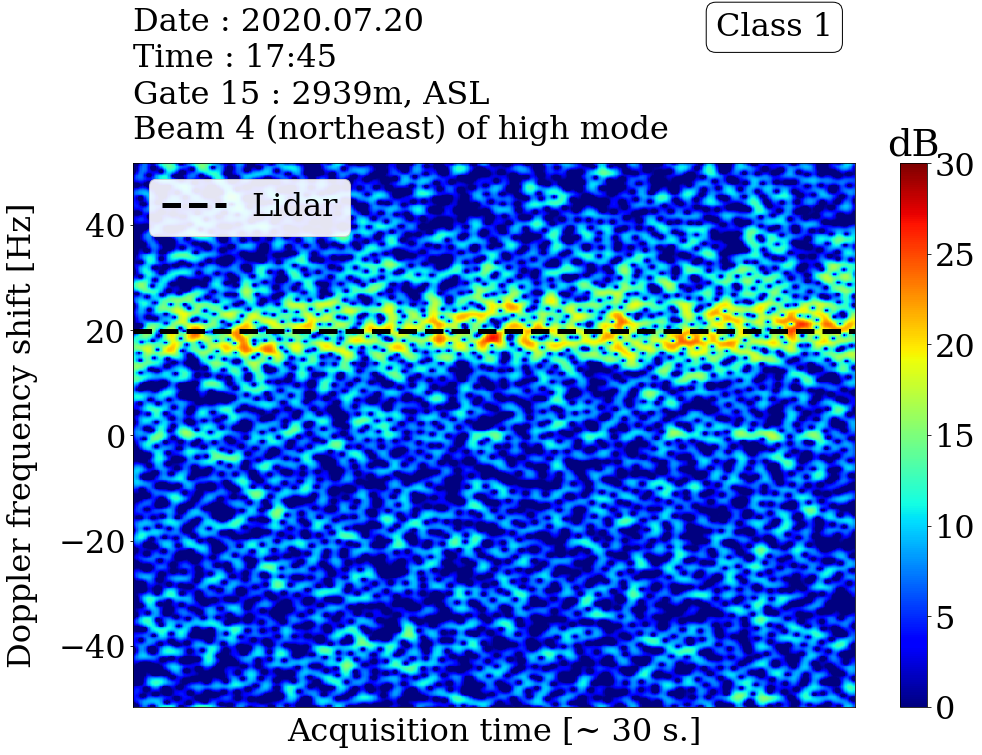 Date : 2020.07.20
Time : 17:45
Gate 15 : 2939m, ASL
Beam 4 (northeast) of high mode
Class 1
dB
Lidar
Doppler frequency shift [Hz]
40
20
0
−20
−40
Acquisition time [~ 30 s.]
30
25
20
15
10
5
0